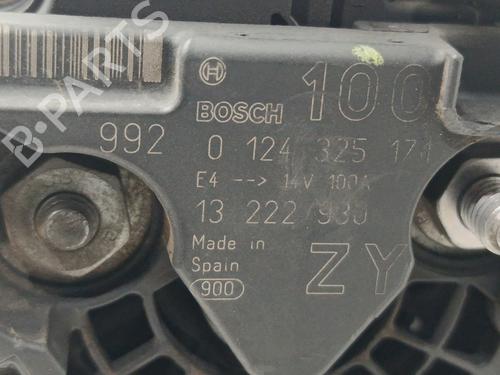 B-PARTS
BOSCH 100
992 0 124 325 171
E4 --> 14V 100A
13 222 930
Made in
Spain
ZY
900